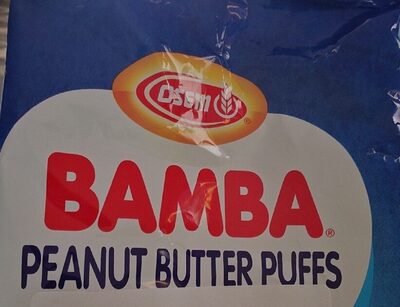 Osem
®
BAMBA®
PEANUT BUTTER PUFFS